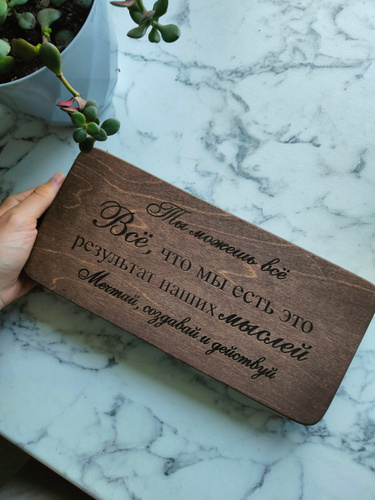 Ты можешь всё
Всё, что мы есть это
результат наших мыслей
Мечтай, создавай и действуй